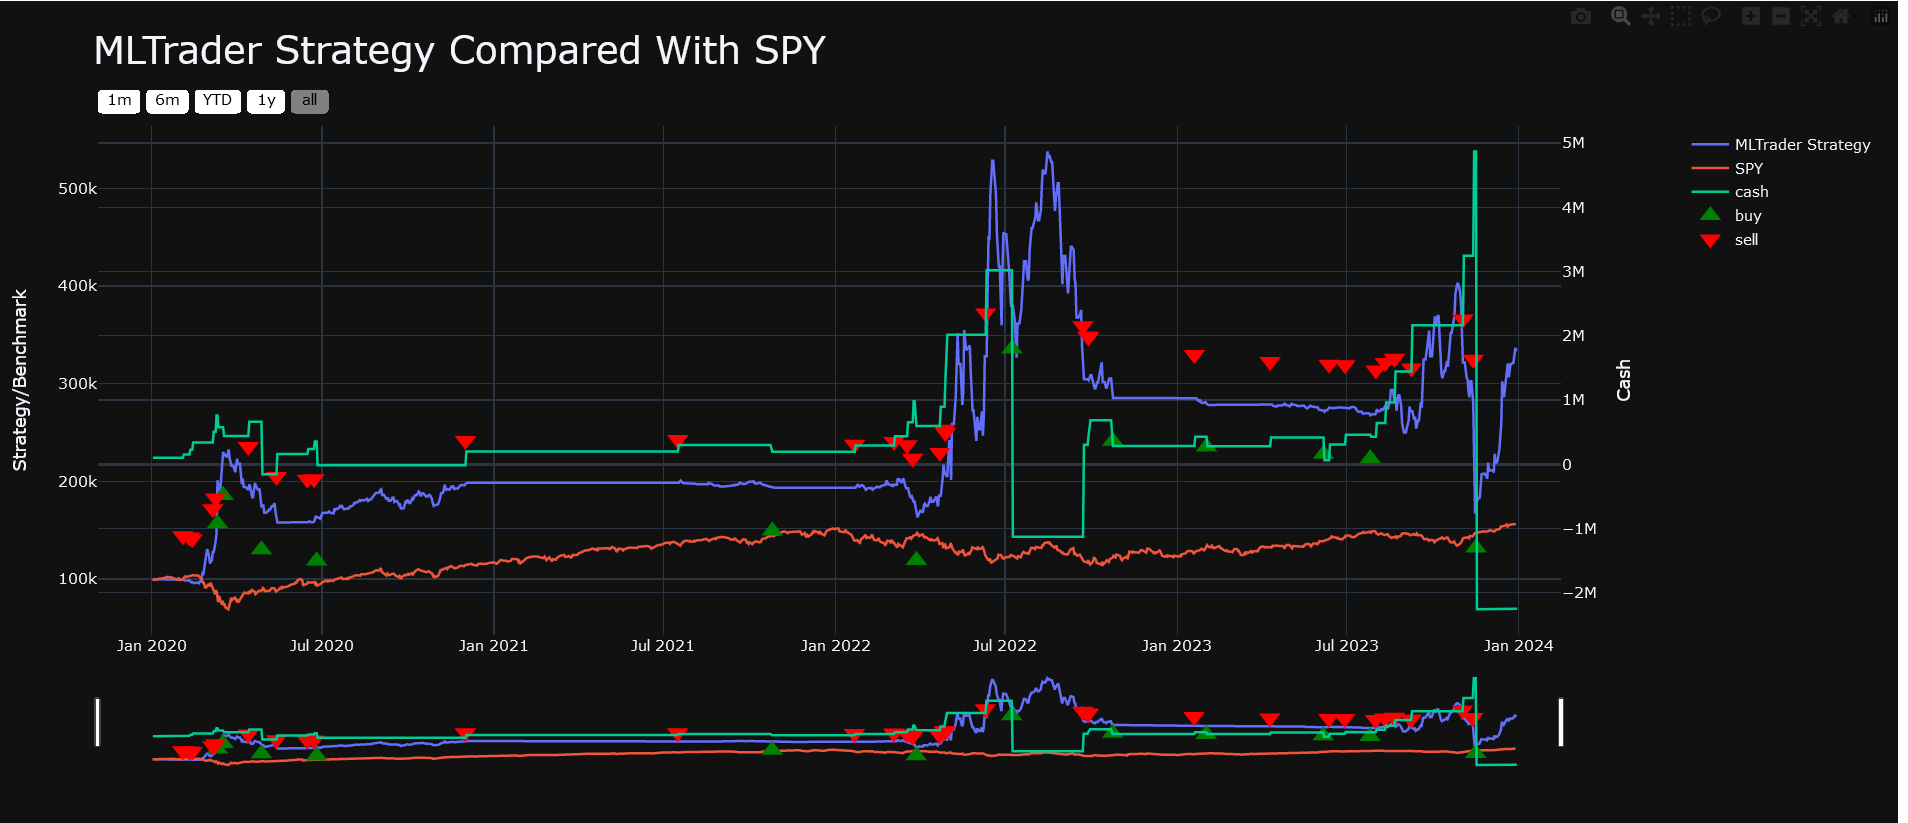 MLTrader Strategy Compared With SPY
1m 6m YTD 1y all
MLTrader Strategy
SPY
cash
buy
sell
Strategy/Benchmark
500k
400k
300k
200k
100k
5M
4M
3M
2M
1M
0
−1M
−2M
Cash
Jan 2020 Jul 2020 Jan 2021 Jul 2021 Jan 2022 Jul 2022 Jan 2023 Jul 2023 Jan 2024